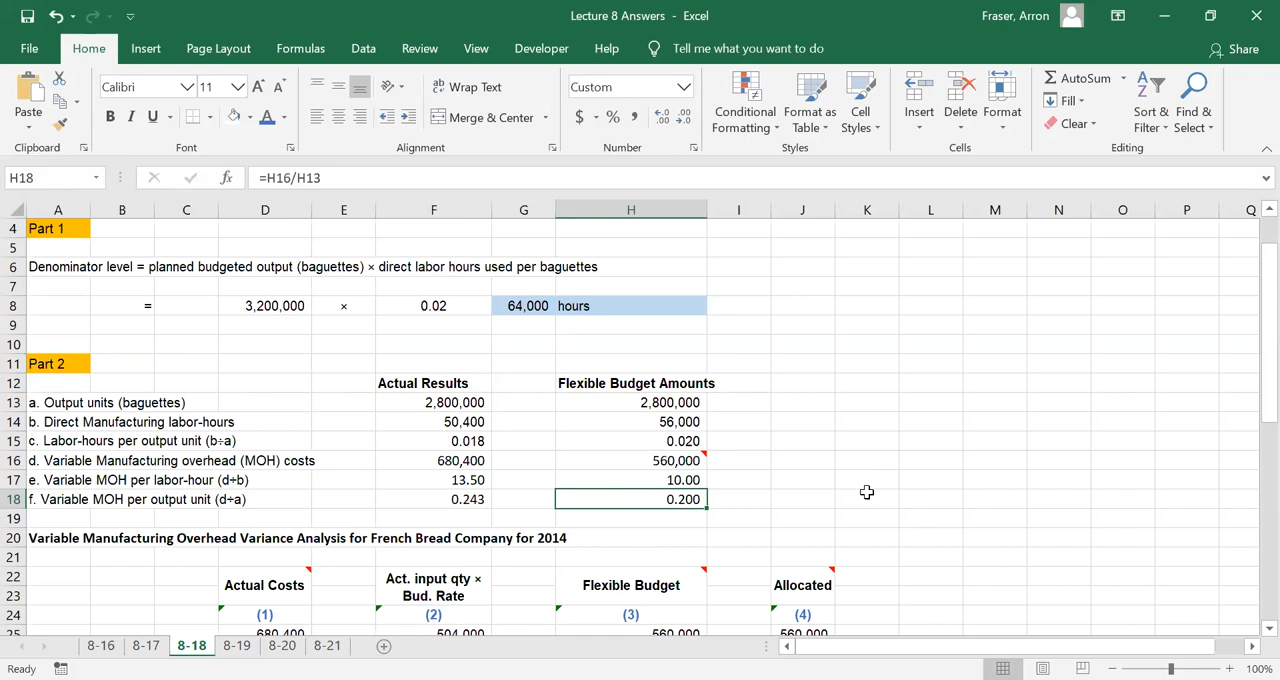 Lecture 8 Answers - Excel
Fraser, Arron
File Home Insert Page Layout Formulas Data Review View Developer Help Tell me what you want to do Share
Paste
Clipboard
Calibri 11
B I U
Font
Wrap Text
Merge & Center
Alignment
Custom
$ % ,
Number
Conditional Formatting
Format as Table
Cell Styles
Styles
Insert Delete Format
Cells
AutoSum
Fill
Clear
Sort & Filter
Find & Select
Editing
H18 fx =H16/H13
A B C D E F G H I J K L M N O P Q
4 Part 1
5
6 Denominator level = planned budgeted output (baguettes) × direct labor hours used per baguettes
7
8 = 3,200,000 × 0.02 64,000 hours
9
10
11 Part 2
12 Actual Results Flexible Budget Amounts
13 a. Output units (baguettes) 2,800,000 2,800,000
14 b. Direct Manufacturing labor-hours 50,400 56,000
15 c. Labor-hours per output unit (b÷a) 0.018 0.020
16 d. Variable Manufacturing overhead (MOH) costs 680,400 560,000
17 e. Variable MOH per labor-hour (d÷b) 13.50 10.00
18 f. Variable MOH per output unit (d÷a) 0.243 0.200
19
20 Variable Manufacturing Overhead Variance Analysis for French Bread Company for 2014
21
22 Actual Costs Act. input qty × Flexible Budget Allocated
23 Bud. Rate
24 (1) (2) (3) (4)
25 680,400 504,000 560,000 560,000
8-16 8-17 8-18 8-19 8-20 8-21
Ready 100%